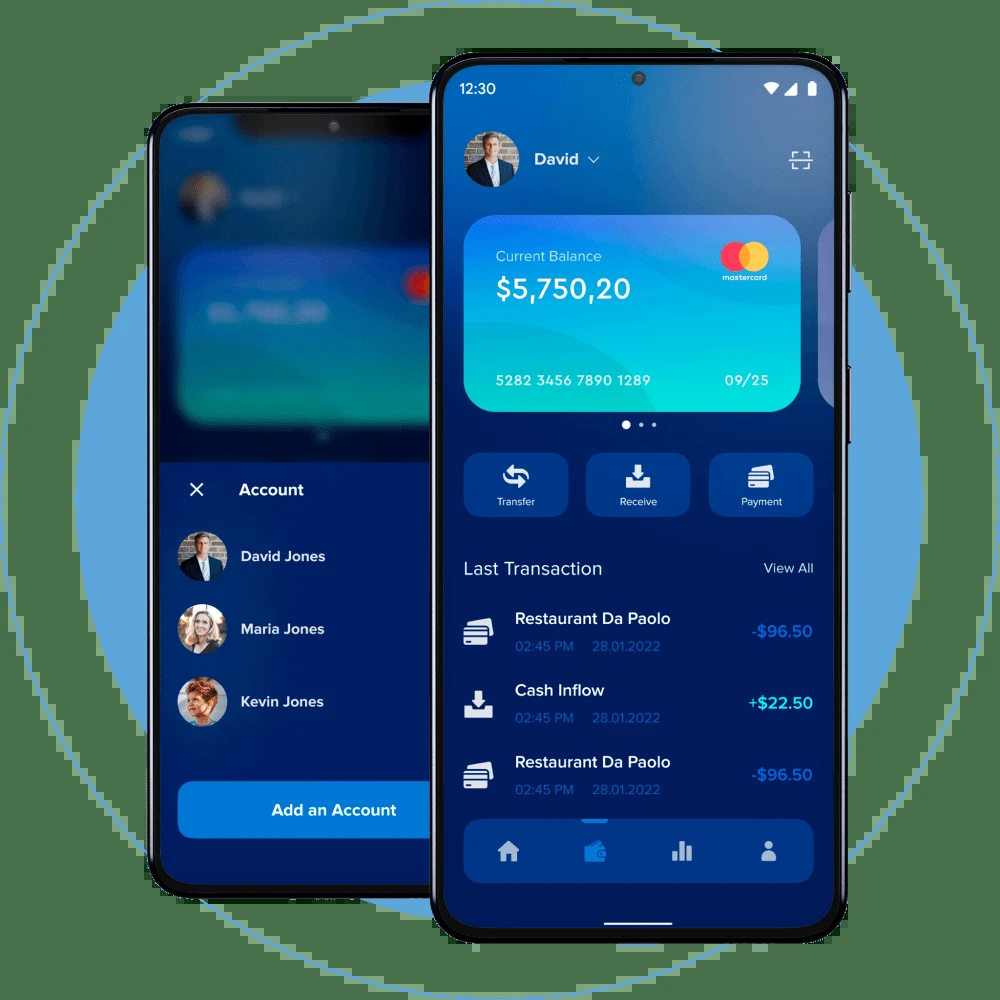 Account
David Jones
Maria Jones
Kevin Jones
Add an Account
12:30
David
Current Balance
$5,750,20
mastercard
5282 3456 7890 1289
09/25
Transfer
Receive
Payment
Last Transaction
View All
Restaurant Da Paolo
-$96.50
02:45 PM 28.01.2022
Cash Inflow
+$22.50
02:45 PM 28.01.2022
Restaurant Da Paolo
-$96.50
02:45 PM 28.01.2022